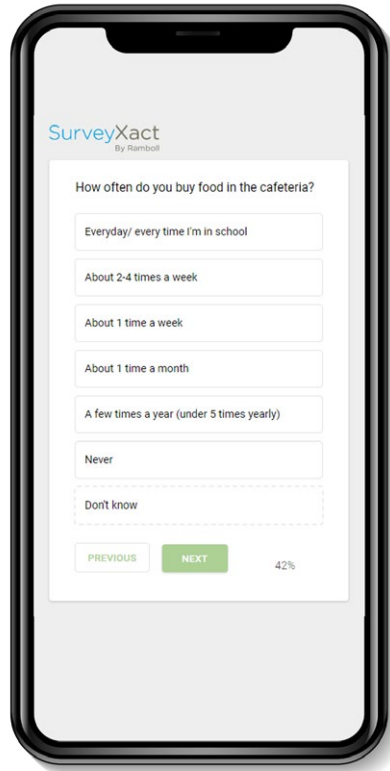 SurveyXact
By Ramboll
How often do you buy food in the cafeteria?
Everyday/ every time I'm in school
About 2-4 times a week
About 1 time a week
About 1 time a month
A few times a year (under 5 times yearly)
Never
Don't know
PREVIOUS NEXT 42%